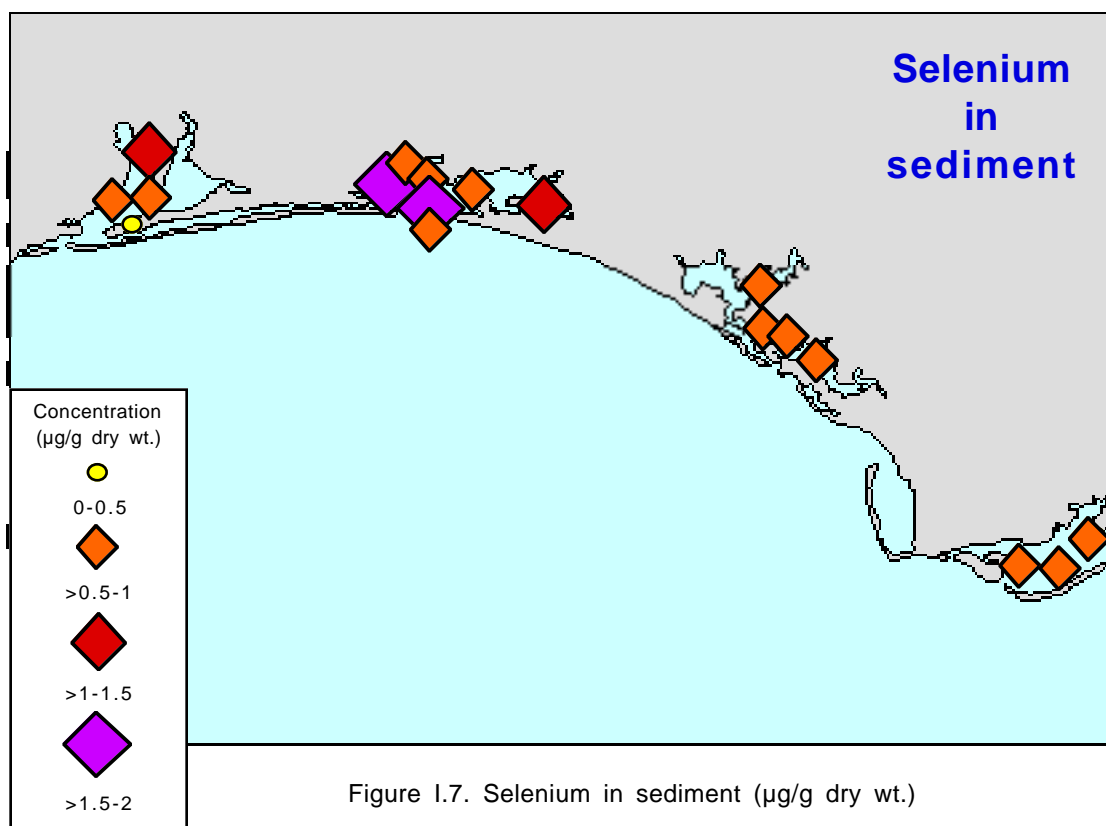 Selenium
in
sediment
Concentration
(µg/g dry wt.)
0-0.5
>0.5-1
>1-1.5
>1.5-2
Figure I.7. Selenium in sediment (µg/g dry wt.)